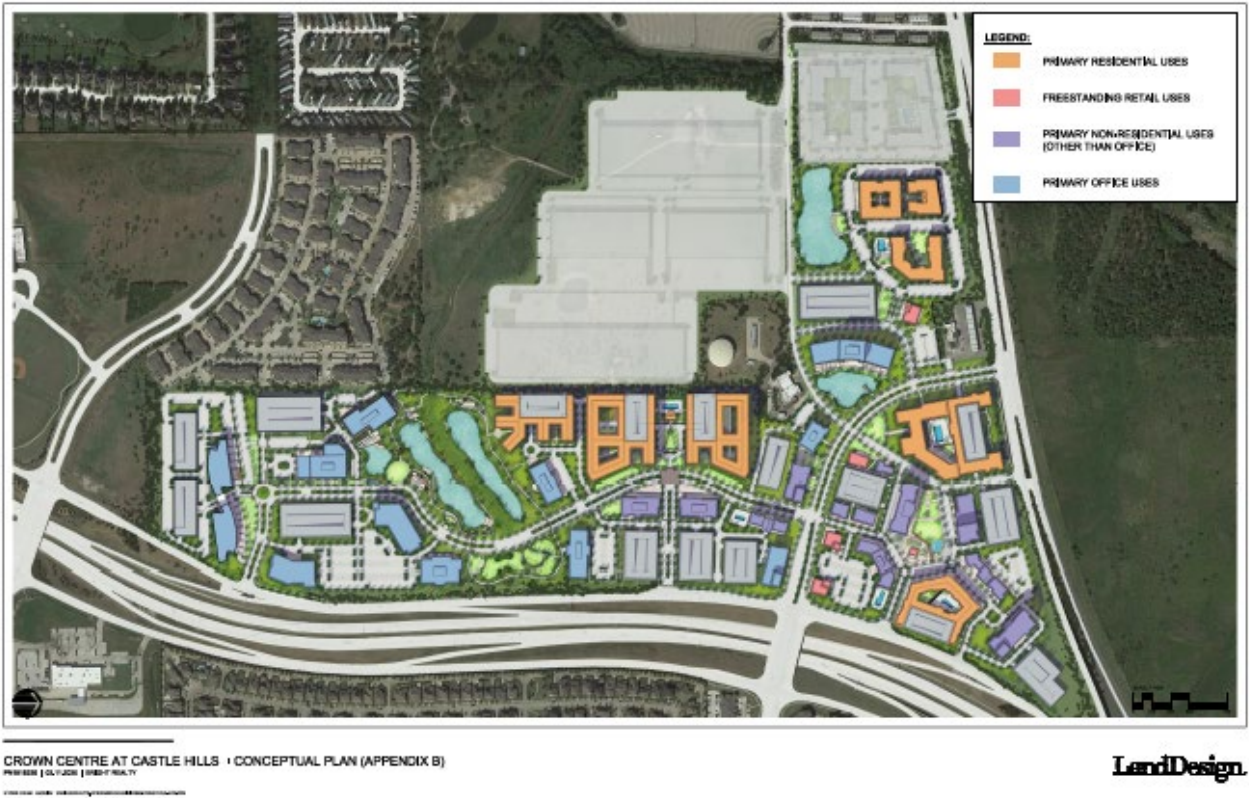 LEGEND:
PRIMARY RESIDENTIAL USES
FREESTANDING RETAIL USES
PRIMARY NON-RESIDENTIAL USES
(OTHER THAN OFFICE)
PRIMARY OFFICE USES
CROWN CENTRE AT CASTLE HILLS • CONCEPTUAL PLAN (APPENDIX B)
LandDesign.